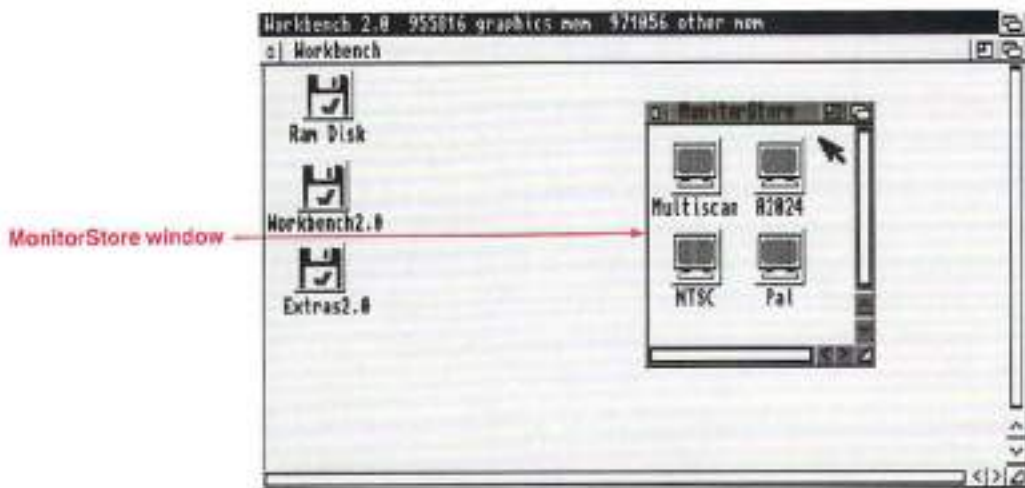 Workbench 2.0 955816 graphics mem 971056 other mem
Workbench
Ram Disk
Workbench2.0
Extras2.0
MonitorStore window
MonitorStore
Multiscan A2024
NTSC Pal